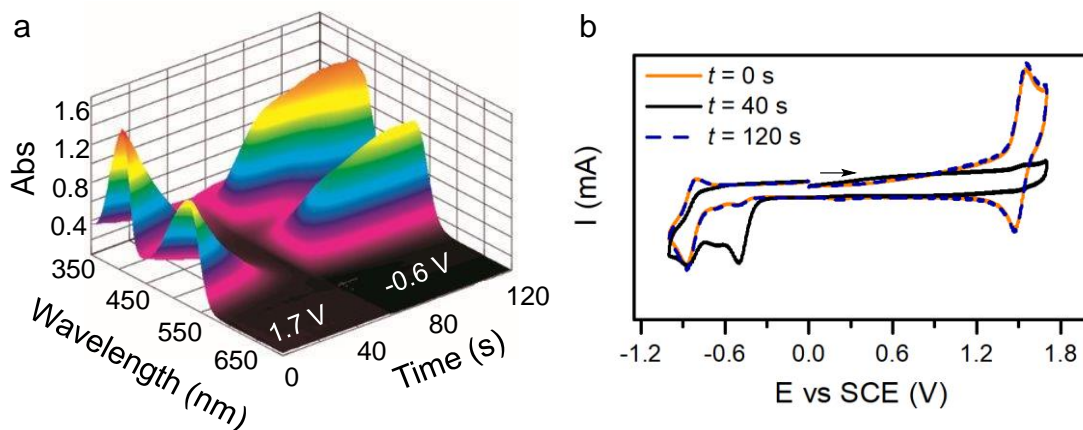 a
Abs
1.6
1.2
0.8
0.4
350
450
550
650
Wavelength (nm)
0
40
80
120
Time (s)
1.7 V
-0.6 V
b
t = 0 s
t = 40 s
t = 120 s
I (mA)
-1.2 -0.6 0.0 0.6 1.2 1.8
E vs SCE (V)